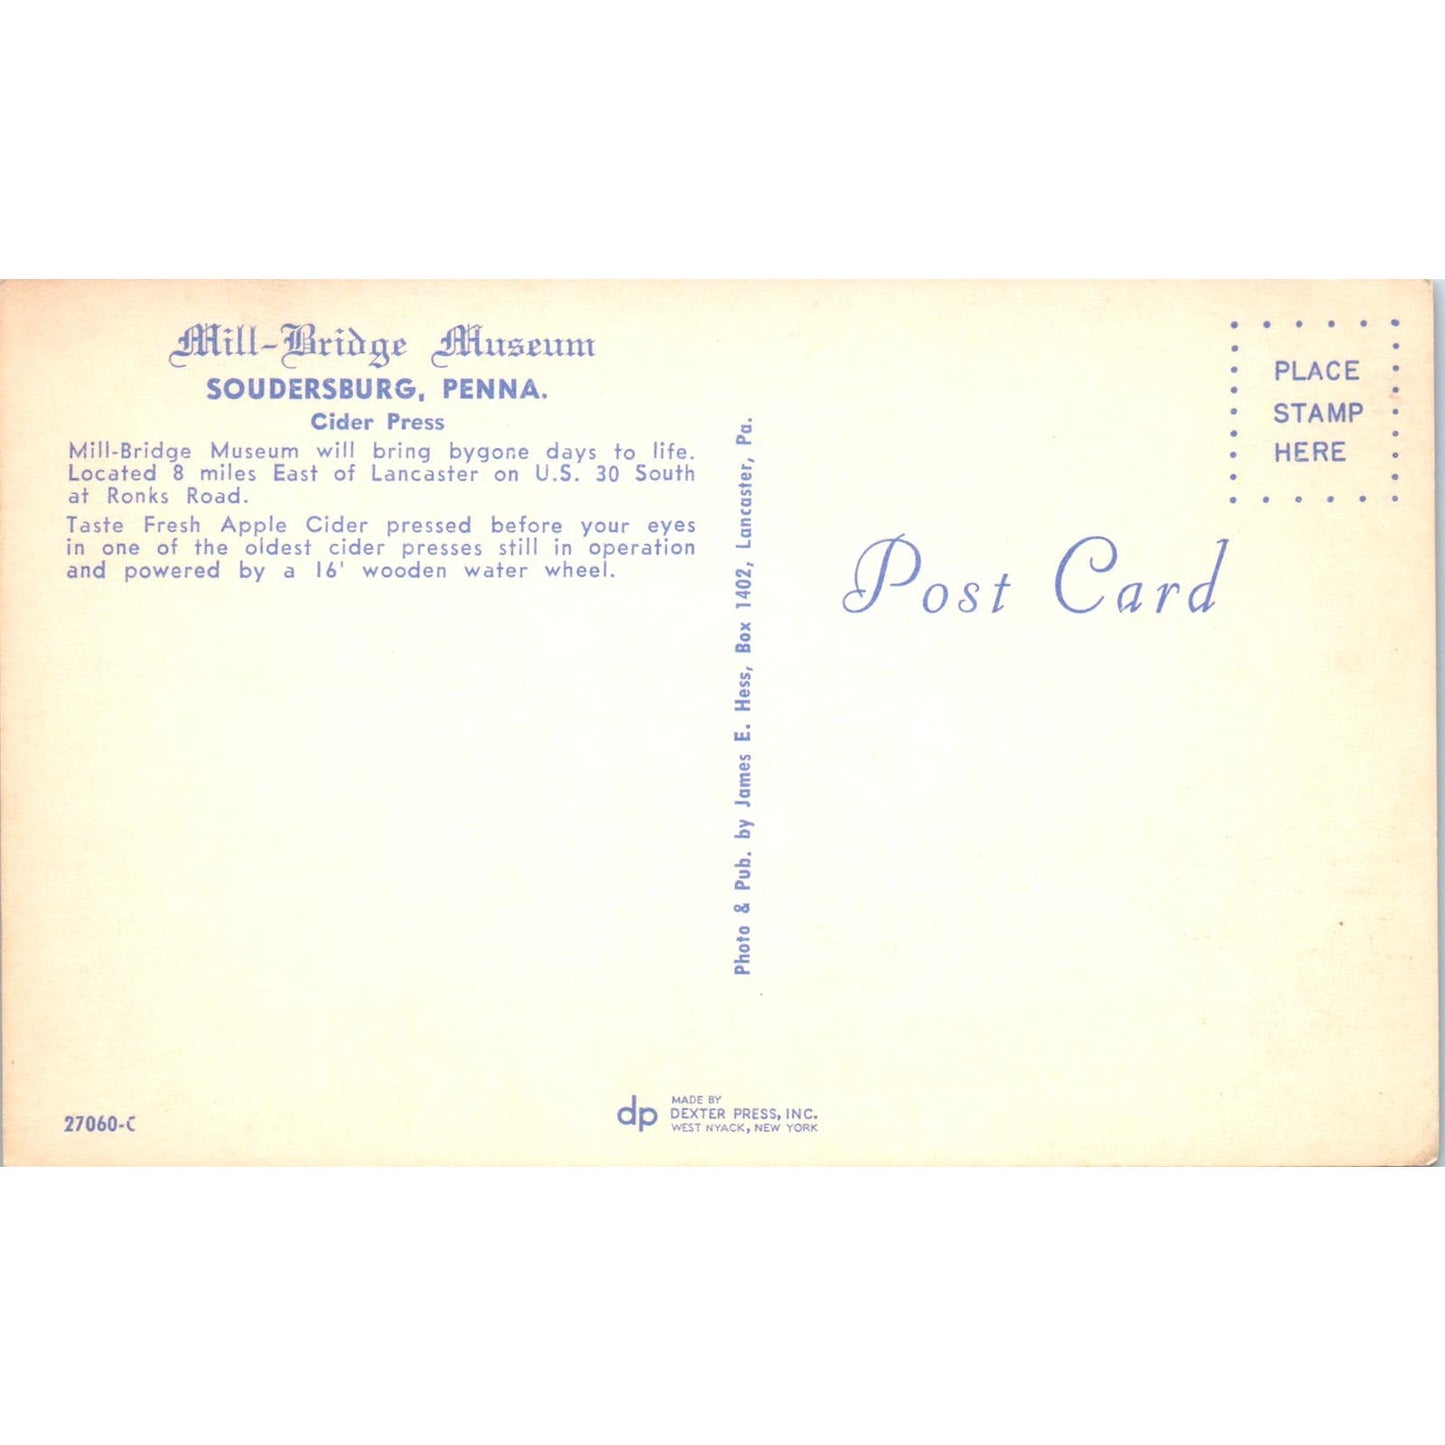 Mill-Bridge Museum
SOUDERSBURG, PENNA.
Cider Press
Mill-Bridge Museum will bring bygone days to life.
Located 8 miles East of Lancaster on U.S. 30 South
at Ronks Road.
Taste Fresh Apple Cider pressed before your eyes
in one of the oldest cider presses still in operation
and powered by a 16' wooden water wheel.
27060-C
Photo & Pub. by James E. Hess, Box 1402, Lancaster, Pa.
dp
MADE BY
DEXTER PRESS, INC.
WEST NYACK, NEW YORK
PLACE
STAMP
HERE
Post Card